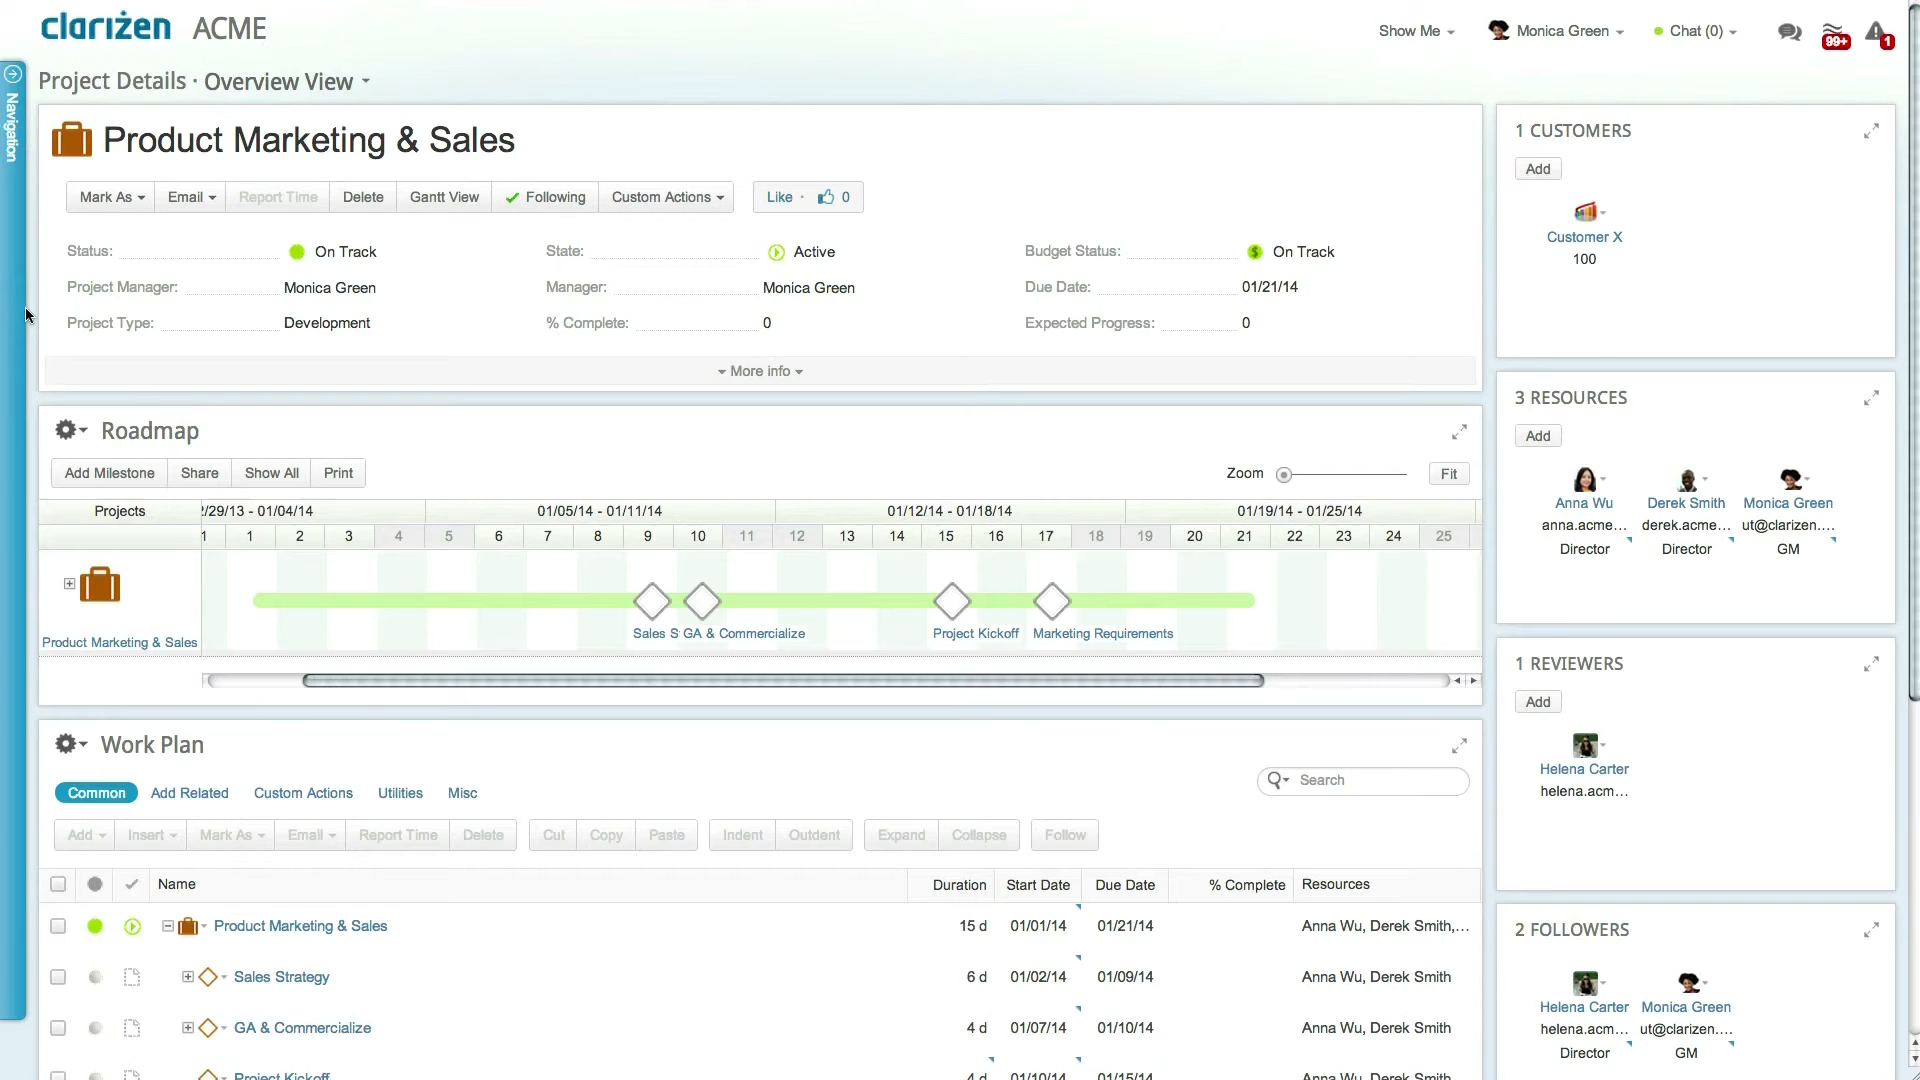 clarizen ACME
Show Me
Monica Green
Chat (0)
99+
1
Navigation
Project Details · Overview View
Product Marketing & Sales
Mark As
Email
Report Time
Delete
Gantt View
Following
Custom Actions
Like · 0
Status: On Track
State: Active
Budget Status: $ On Track
Project Manager: Monica Green
Manager: Monica Green
Due Date: 01/21/14
Project Type: Development
% Complete: 0
Expected Progress: 0
More info
Roadmap
Add Milestone
Share
Show All
Print
Zoom
Fit
Projects
/29/13 - 01/04/14
01/05/14 - 01/11/14
01/12/14 - 01/18/14
01/19/14 - 01/25/14
1 1 2 3 4 5 6 7 8 9 10 11 12 13 14 15 16 17 18 19 20 21 22 23 24 25
Product Marketing & Sales
Sales S
GA & Commercialize
Project Kickoff
Marketing Requirements
Work Plan
Search
Common
Add Related
Custom Actions
Utilities
Misc
Add
Insert
Mark As
Email
Report Time
Delete
Cut
Copy
Paste
Indent
Outdent
Expand
Collapse
Follow
Name Duration Start Date Due Date % Complete Resources
Product Marketing & Sales 15 d 01/01/14 01/21/14 Anna Wu, Derek Smith,...
Sales Strategy 6 d 01/02/14 01/09/14 Anna Wu, Derek Smith
GA & Commercialize 4 d 01/07/14 01/10/14 Anna Wu, Derek Smith
Project Kickoff 4 d 01/10/14 01/15/14 Anna Wu, Derek Smith
1 CUSTOMERS
Add
Customer X
100
3 RESOURCES
Add
Anna Wu Derek Smith Monica Green
anna.acme... derek.acme... ut@clarizen....
Director Director GM
1 REVIEWERS
Add
Helena Carter
helena.acm...
2 FOLLOWERS
Helena Carter Monica Green
helena.acm... ut@clarizen....
Director GM